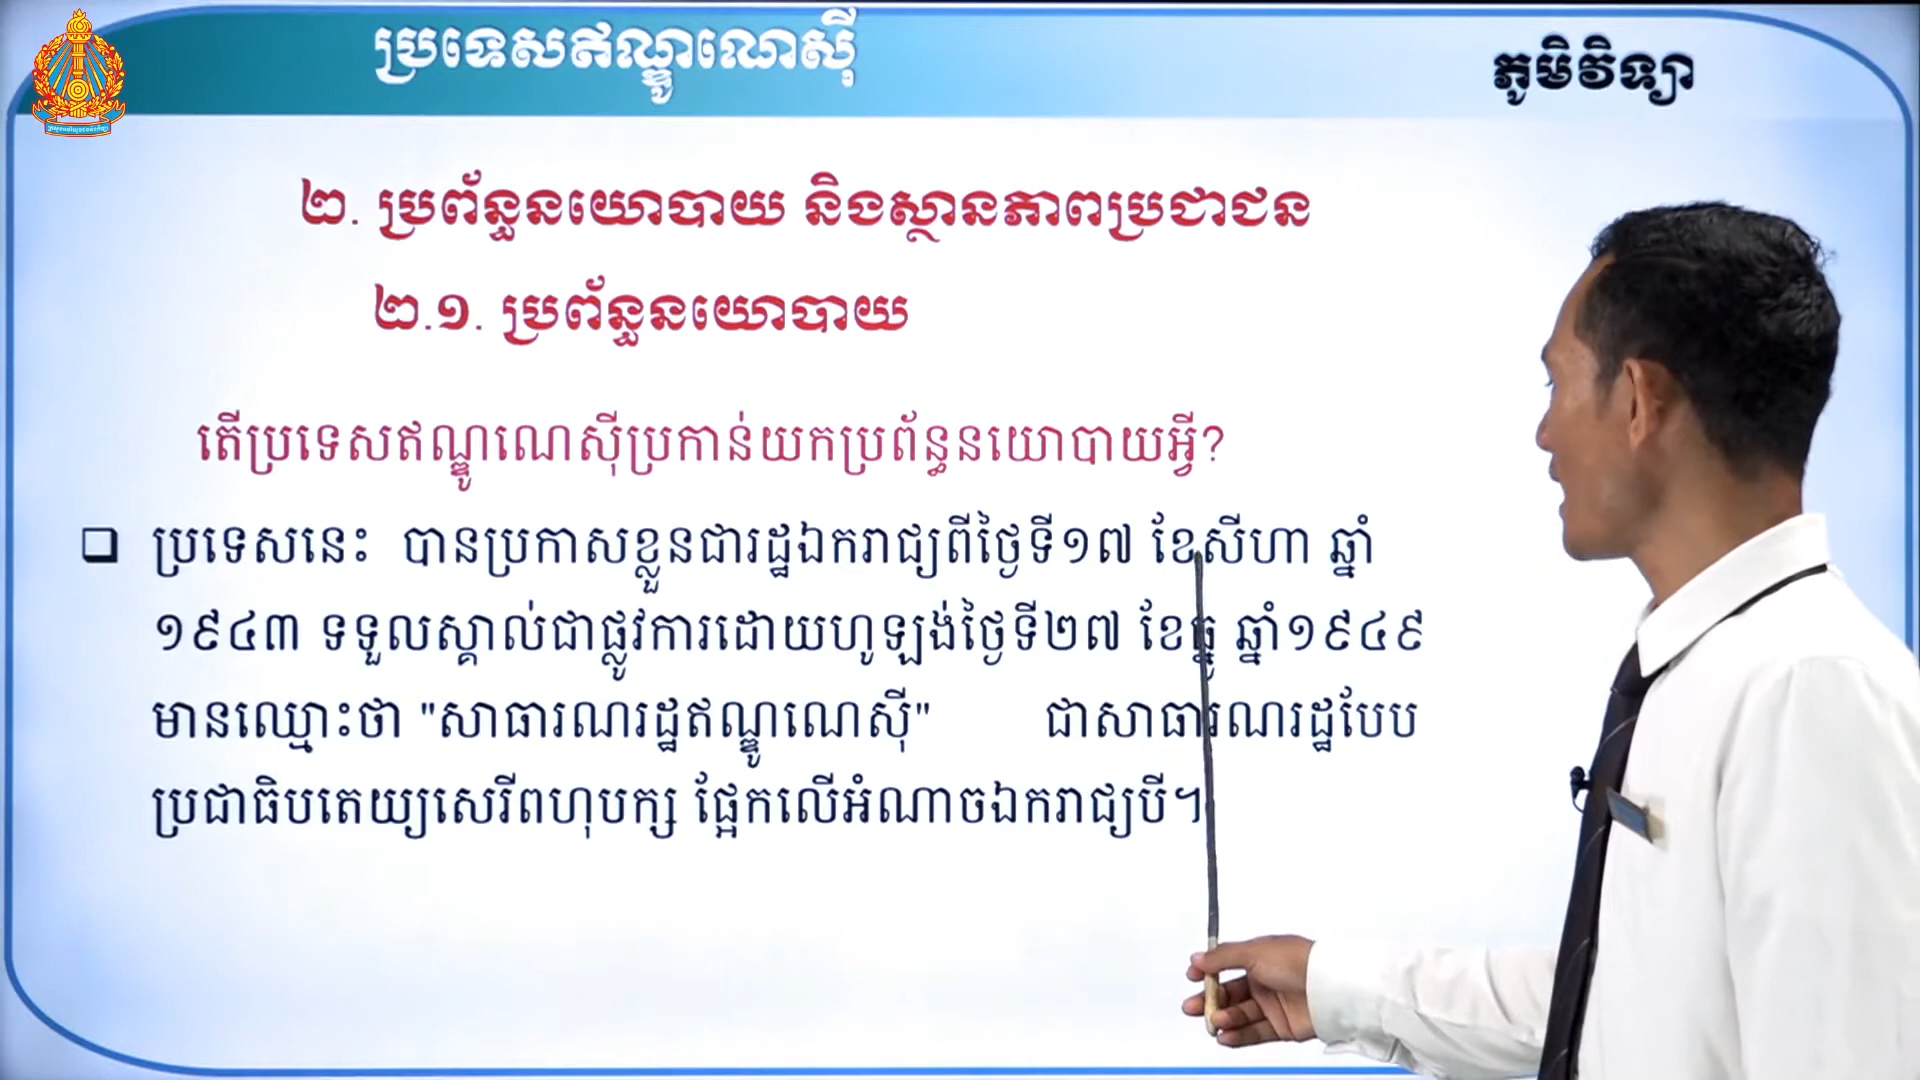 ប្រទេសឥណ្ឌូណេស៊ី
ភូមិវិទ្យា
២. ប្រព័ន្ធនយោបាយ និងស្ថានភាពប្រជាជន
២.១. ប្រព័ន្ធនយោបាយ
តើប្រទេសឥណ្ឌូណេស៊ីប្រកាន់យកប្រព័ន្ធនយោបាយអ្វី?
ប្រទេសនេះ បានប្រកាសខ្លួនជារដ្ឋឯករាជ្យពីថ្ងៃទី១៧ ខែសីហា ឆ្នាំ
១៩៤៣ ទទួលស្គាល់ជាផ្លូវការដោយហូឡង់ថ្ងៃទី២៧ ខែធ្នូ ឆ្នាំ១៩៤៩
មានឈ្មោះថា "សាធារណរដ្ឋឥណ្ឌូណេស៊ី" ជាសាធារណរដ្ឋបែប
ប្រជាធិបតេយ្យសេរីពហុបក្ស ផ្អែកលើអំណាចឯករាជ្យបី។